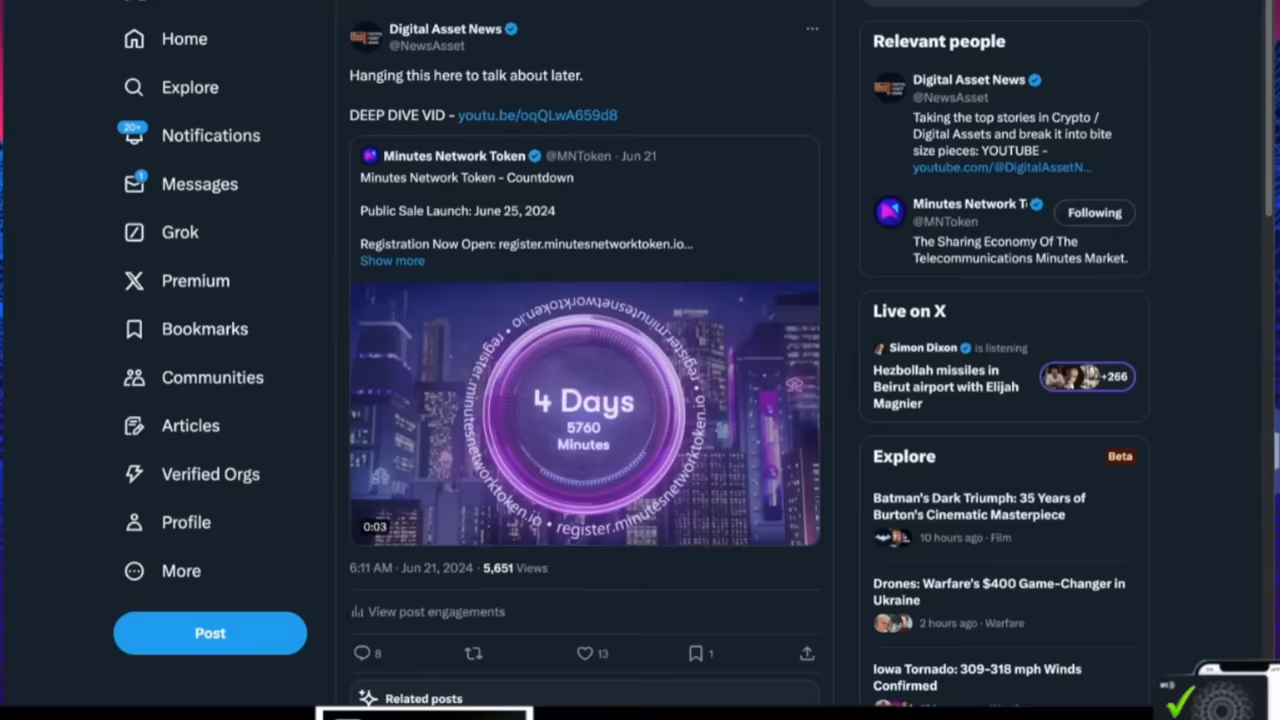 Home
Explore
20+
Notifications
1
Messages
Grok
Premium
Bookmarks
Communities
Articles
Verified Orgs
Profile
More
Post
Digital Asset News
@NewsAsset
Hanging this here to talk about later.
DEEP DIVE VID - youtu.be/oqQLwA659d8
Minutes Network Token @MNToken · Jun 21
Minutes Network Token - Countdown
Public Sale Launch: June 25, 2024
Registration Now Open: register.minutesnetworktoken.io...
Show more
register.minutesnetworktoken.io • register.minutesnetworktoken.io • register.minutesnetworktoken.io •
4 Days
5760
Minutes
0:03
6:11 AM · Jun 21, 2024 · 5,651 Views
View post engagements
8
13
1
Related posts
Relevant people
Digital Asset News
@NewsAsset
Taking the top stories in Crypto /
Digital Assets and break it into bite
size pieces: YOUTUBE -
youtube.com/@DigitalAssetN...
Minutes Network T
@MNToken
Following
The Sharing Economy Of The
Telecommunications Minutes Market.
Live on X
Simon Dixon is listening
Hezbollah missiles in
Beirut airport with Elijah
Magnier
+266
Explore
Beta
Batman's Dark Triumph: 35 Years of
Burton's Cinematic Masterpiece
10 hours ago · Film
Drones: Warfare's $400 Game-Changer in
Ukraine
2 hours ago · Warfare
Iowa Tornado: 309-318 mph Winds
Confirmed